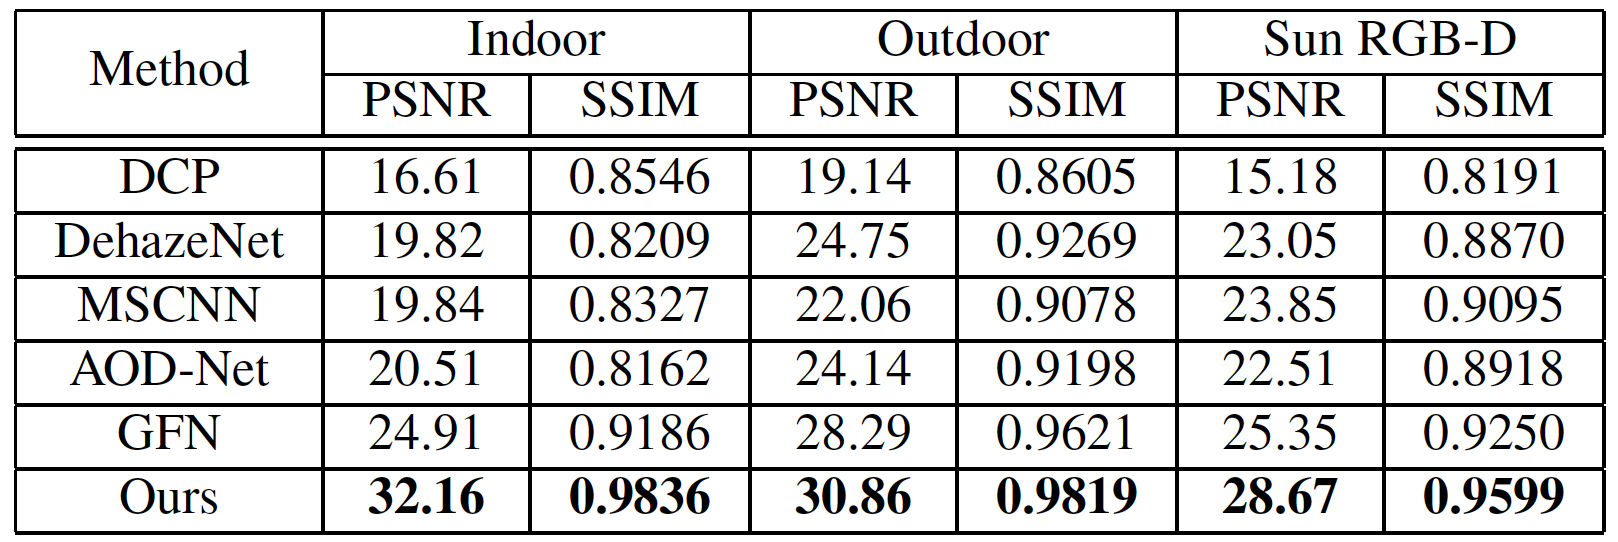 Method Indoor Outdoor Sun RGB-D
PSNR SSIM PSNR SSIM PSNR SSIM
DCP 16.61 0.8546 19.14 0.8605 15.18 0.8191
DehazeNet 19.82 0.8209 24.75 0.9269 23.05 0.8870
MSCNN 19.84 0.8327 22.06 0.9078 23.85 0.9095
AOD-Net 20.51 0.8162 24.14 0.9198 22.51 0.8918
GFN 24.91 0.9186 28.29 0.9621 25.35 0.9250
Ours 32.16 0.9836 30.86 0.9819 28.67 0.9599